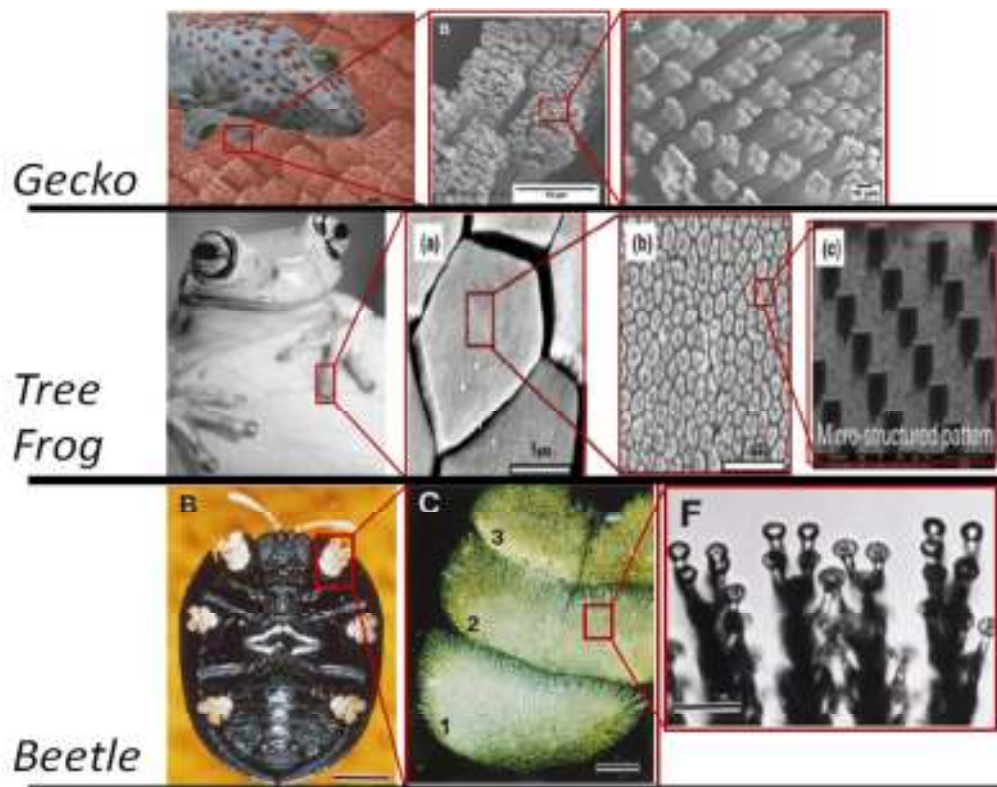 B
A
Gecko
(a)
(b)
(c)
Tree
Frog
Micro-structured pattern
B
C
F
3
2
1
Beetle